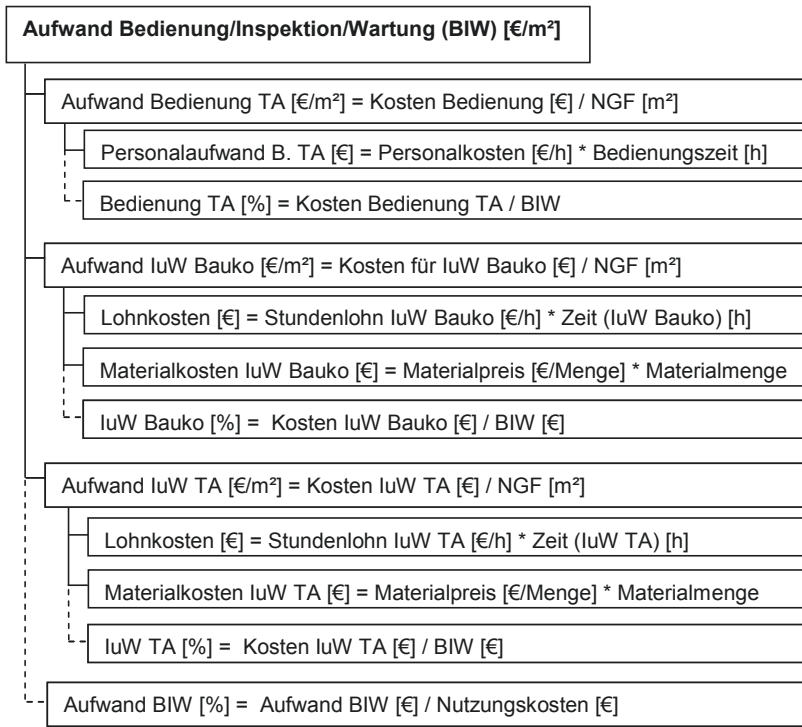 Aufwand Bedienung/Inspektion/Wartung (BIW) [€/m²]
Aufwand Bedienung TA [€/m²] = Kosten Bedienung [€] / NGF [m²]
Personalaufwand B. TA [€] = Personalkosten [€/h] * Bedienungszeit [h]
Bedienung TA [%] = Kosten Bedienung TA / BIW
Aufwand IuW Bauko [€/m²] = Kosten für IuW Bauko [€] / NGF [m²]
Lohnkosten [€] = Stundenlohn IuW Bauko [€/h] * Zeit (IuW Bauko) [h]
Materialkosten IuW Bauko [€] = Materialpreis [€/Menge] * Materialmenge
IuW Bauko [%] = Kosten IuW Bauko [€] / BIW [€]
Aufwand IuW TA [€/m²] = Kosten IuW TA [€] / NGF [m²]
Lohnkosten [€] = Stundenlohn IuW TA [€/h] * Zeit (IuW TA) [h]
Materialkosten IuW TA [€] = Materialpreis [€/Menge] * Materialmenge
IuW TA [%] = Kosten IuW TA [€] / BIW [€]
Aufwand BIW [%] = Aufwand BIW [€] / Nutzungskosten [€]